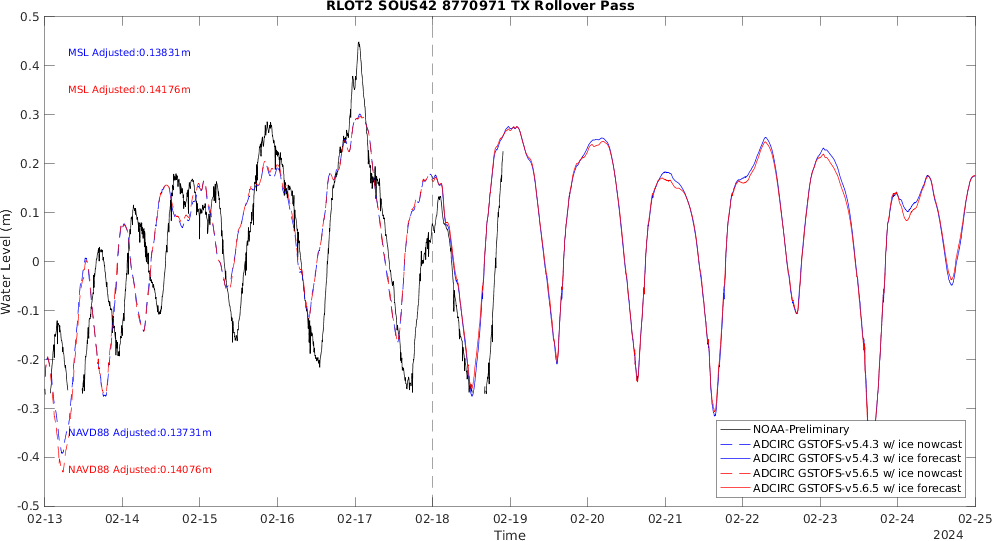 RLOT2 SOUS42 8770971 TX Rollover Pass
0.5
0.4
0.3
0.2
0.1
0
-0.1
-0.2
-0.3
-0.4
-0.5
Water Level (m)
MSL Adjusted:0.13831m
MSL Adjusted:0.14176m
NAVD88 Adjusted:0.13731m
NAVD88 Adjusted:0.14076m
NOAA-Preliminary
ADCIRC GSTOFS-v5.4.3 w/ ice nowcast
ADCIRC GSTOFS-v5.4.3 w/ ice forecast
ADCIRC GSTOFS-v5.6.5 w/ ice nowcast
ADCIRC GSTOFS-v5.6.5 w/ ice forecast
02-13 02-14 02-15 02-16 02-17 02-18 02-19 02-20 02-21 02-22 02-23 02-24 02-25
Time
2024